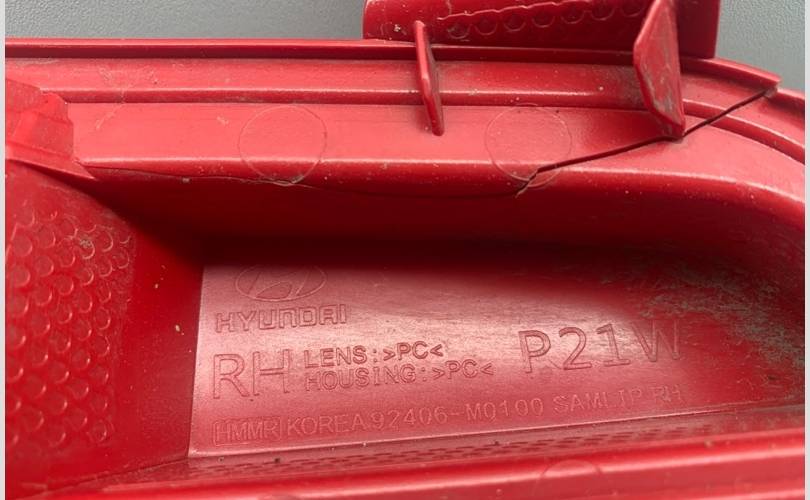 HYUNDAI
RH LENS:>PC< P21W
HOUSING:>PC<
HMMR KOREA 92406-M0100 SAMLIP RH